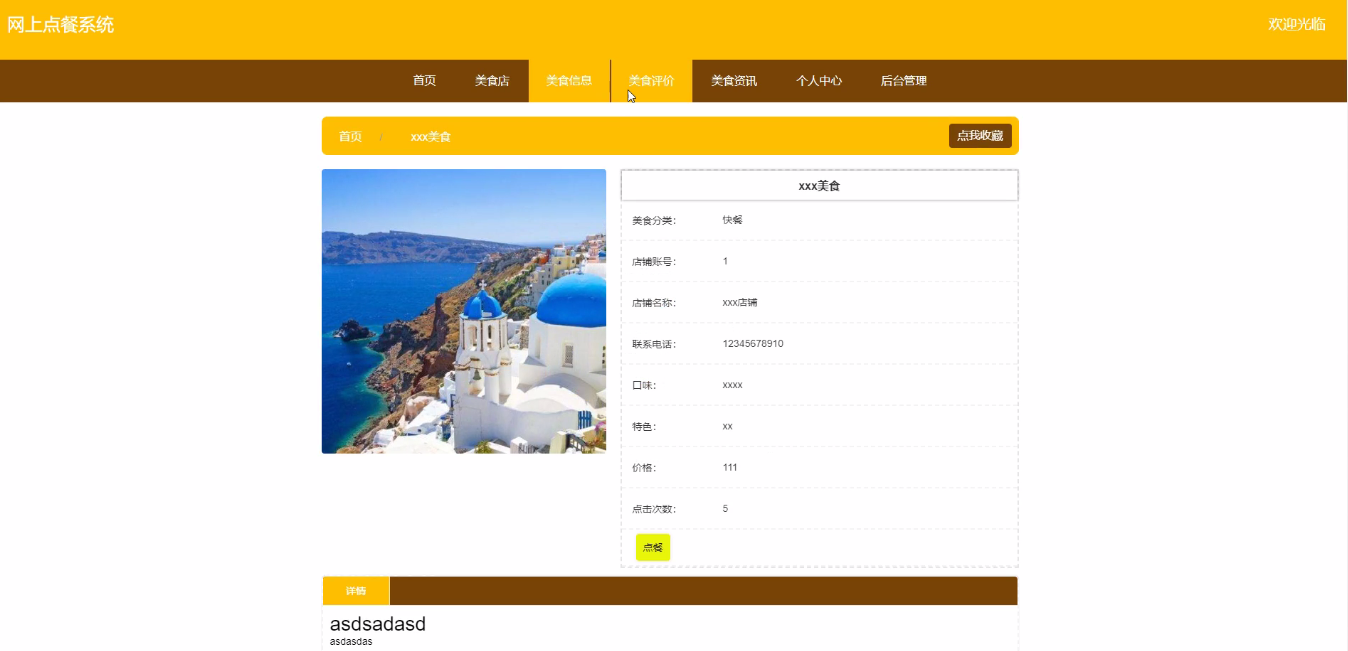 网上点餐系统
欢迎光临
首页 美食店 美食信息 美食评价 美食资讯 个人中心 后台管理
首页 / xxx美食
点我收藏
xxx美食
美食分类： 快餐
店铺账号： 1
店铺名称： xxx店铺
联系电话： 12345678910
口味： xxxx
特色： xx
价格： 111
点击次数： 5
点餐
详情
asdsadasd
asdasdas